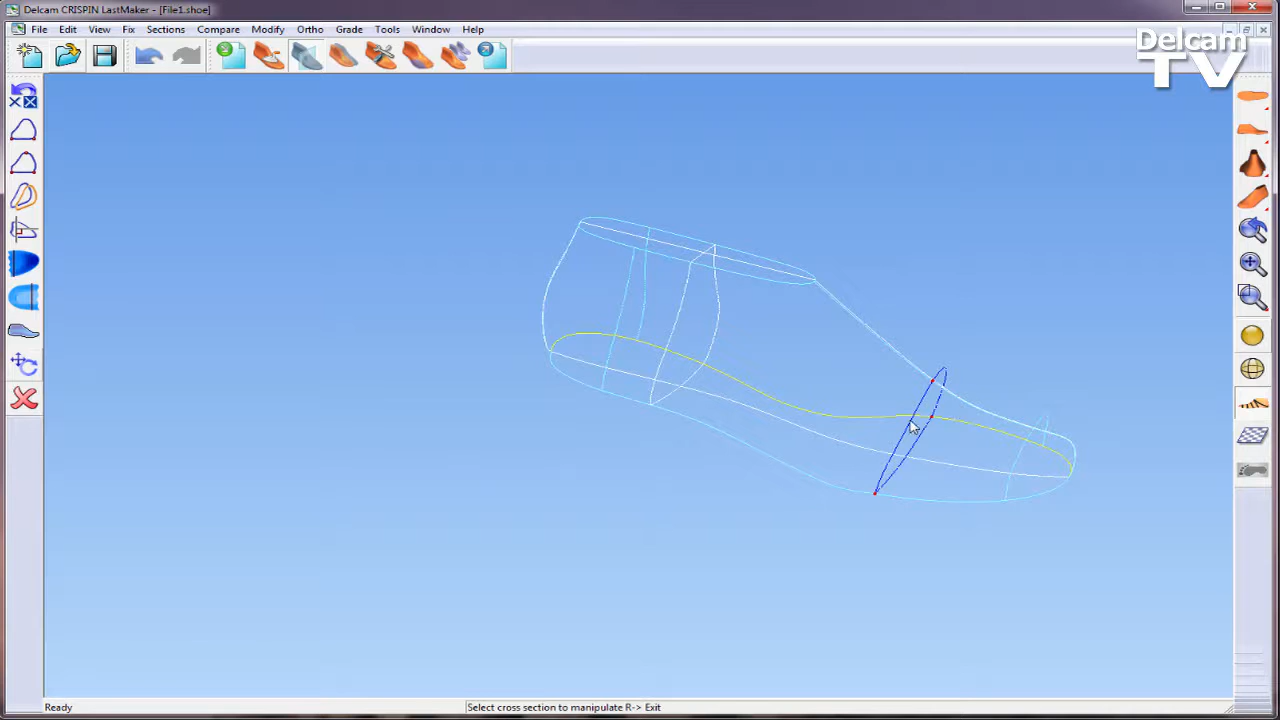 Delcam CRISPIN LastMaker - [File1.shoe]
File Edit View Fix Sections Compare Modify Ortho Grade Tools Window Help
Delcam
TV
Ready Select cross section to manipulate R-> Exit